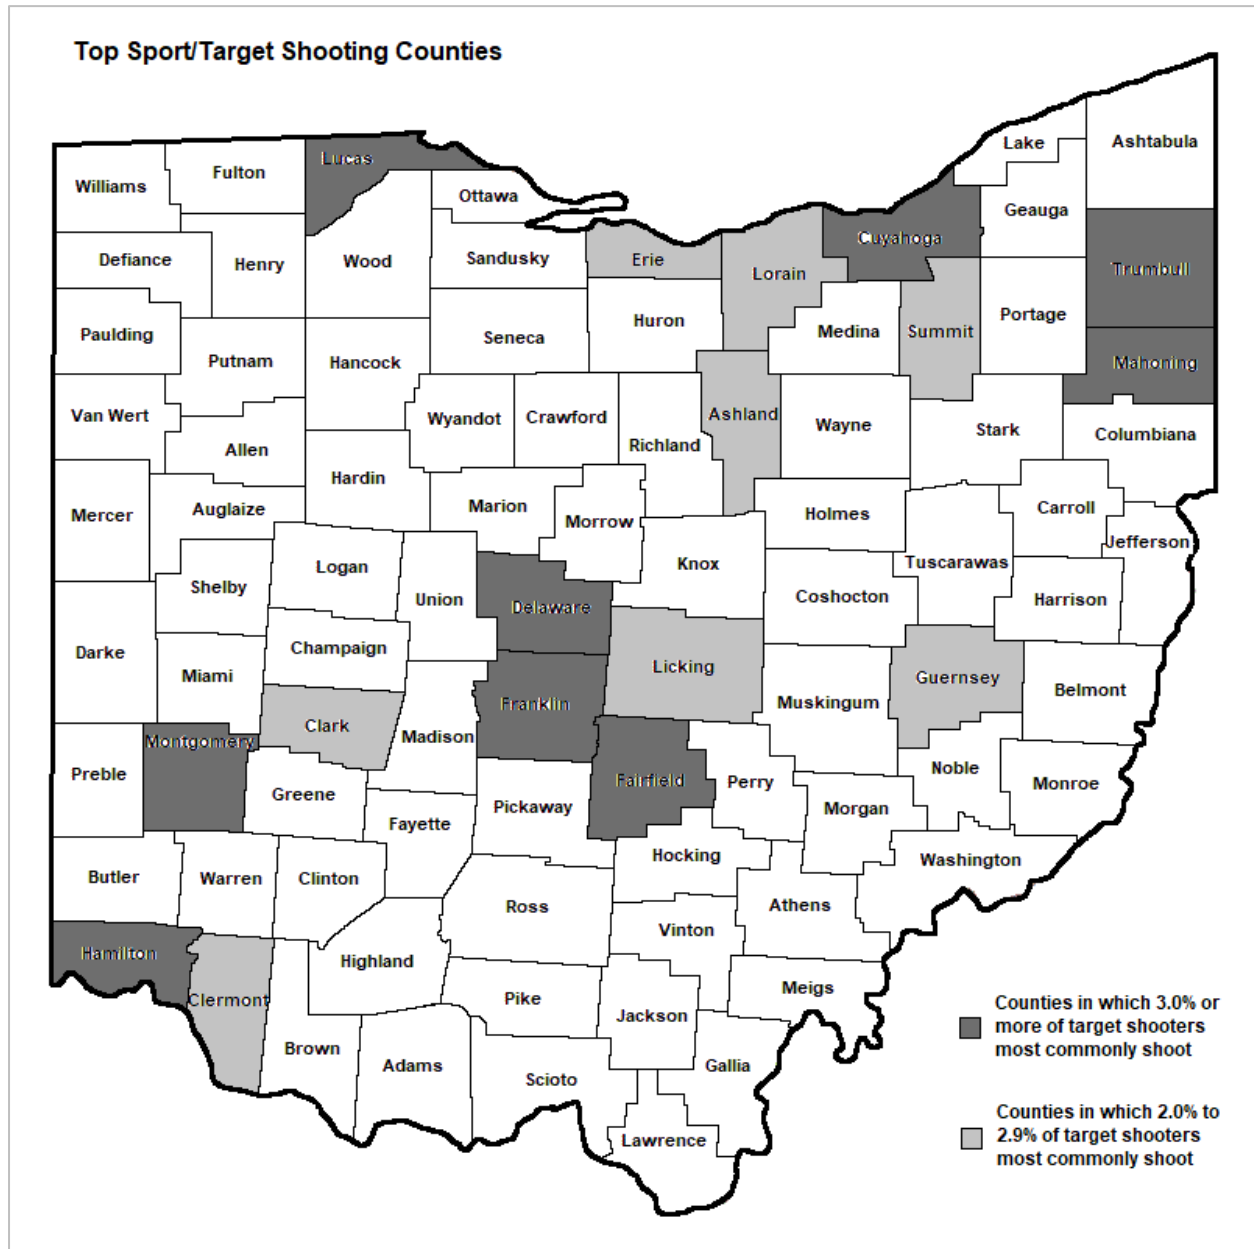 Top Sport/Target Shooting Counties
Lake
Ashtabula
Lucas
Fulton
Williams
Ottawa
Geauga
Cuyahoga
Defiance
Henry
Wood
Sandusky
Erie
Lorain
Trumbull
Paulding
Putnam
Hancock
Seneca
Huron
Medina
Summit
Portage
Mahoning
Van Wert
Allen
Wyandot
Crawford
Richland
Ashland
Wayne
Stark
Columbiana
Mercer
Auglaize
Hardin
Marion
Morrow
Holmes
Carroll
Jefferson
Shelby
Logan
Union
Delaware
Knox
Coshocton
Tuscarawas
Harrison
Darke
Miami
Champaign
Franklin
Licking
Muskingum
Guernsey
Belmont
Montgomery
Clark
Madison
Fairfield
Perry
Noble
Monroe
Preble
Greene
Fayette
Pickaway
Morgan
Washington
Butler
Warren
Clinton
Hocking
Athens
Ross
Vinton
Hamilton
Highland
Clermont
Pike
Jackson
Meigs
Brown
Adams
Scioto
Gallia
Lawrence
Counties in which 3.0% or
more of target shooters
most commonly shoot
Counties in which 2.0% to
2.9% of target shooters
most commonly shoot